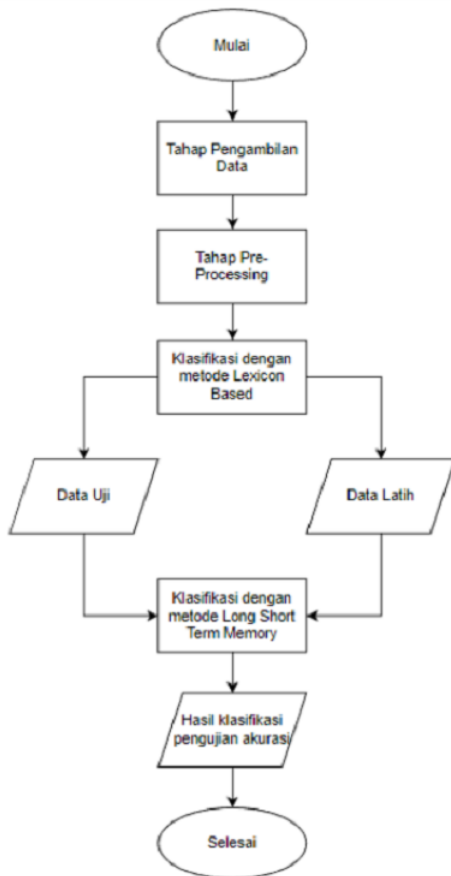 Mulai
Tahap Pengambilan
Data
Tahap Pre-
Processing
Klasifikasi dengan
metode Lexicon
Based
Data Uji
Data Latih
Klasifikasi dengan
metode Long Short
Term Memory
Hasil klasifikasi
pengujian akurasi
Selesai